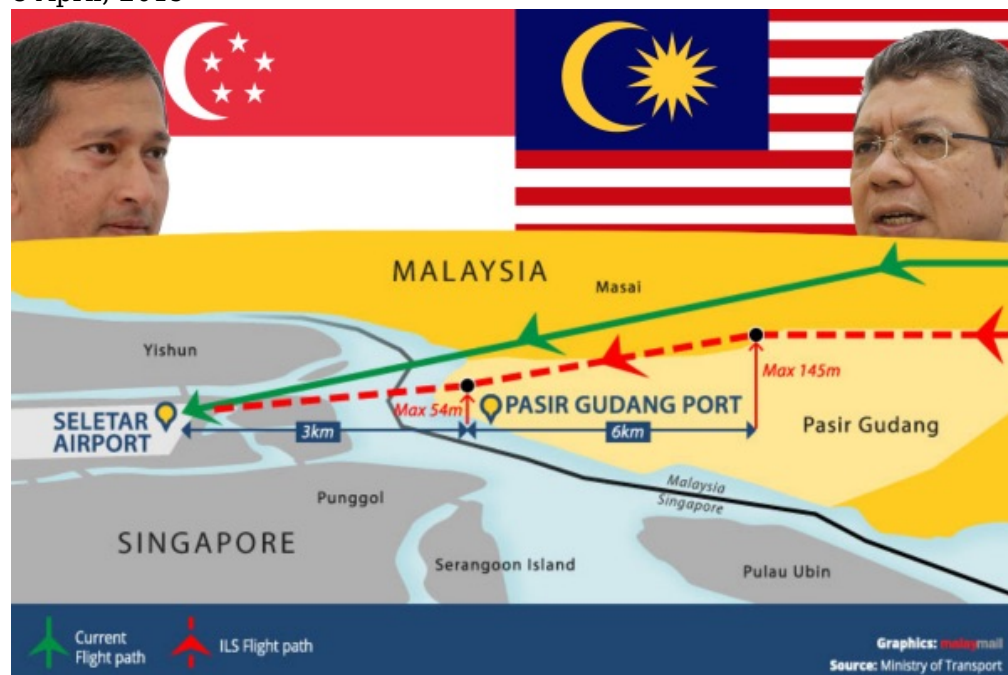 MALAYSIA
Masai
Yishun
Max 145m
SELETAR
AIRPORT
Max 54m
PASIR GUDANG PORT
3km
6km
Pasir Gudang
Malaysia
Singapore
Punggol
SINGAPORE
Serangoon Island
Pulau Ubin
Current
Flight path
ILS Flight path
Graphics: malaymail
Source: Ministry of Transport